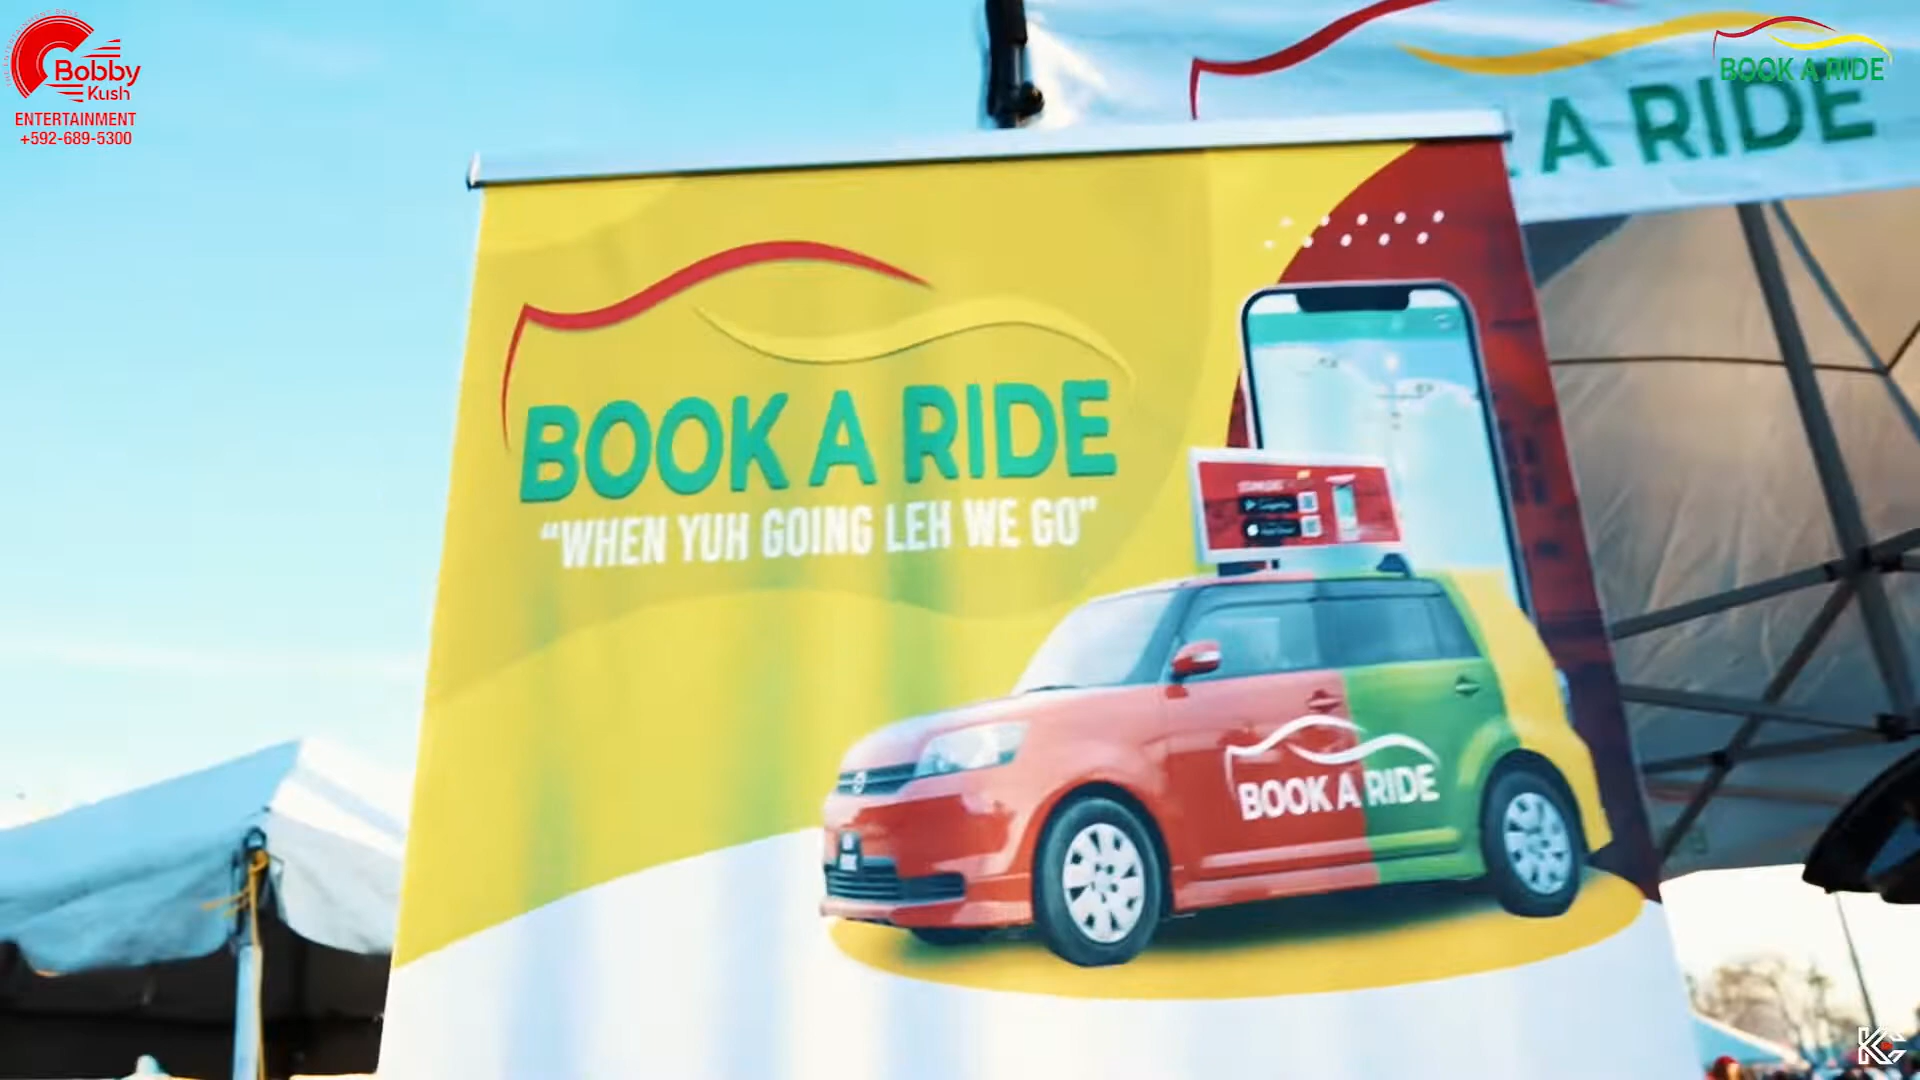 Bobby
Kush
ENTERTAINMENT
+592-689-5300
BOOK A RIDE
A RIDE
BOOK A RIDE
“WHEN YUH GOING LEH WE GO”
BOOK A RIDE